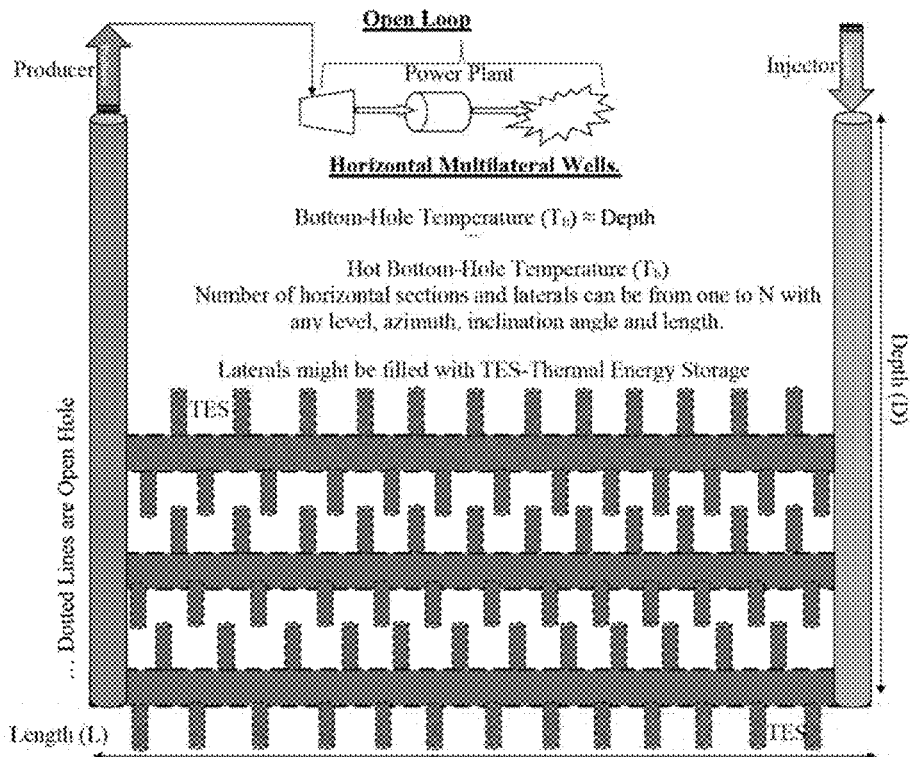 Open Loop
Producer
Power Plant
Injector
Horizontal Multilateral Wells.
Bottom-Hole Temperature (Tₕ) ≈ Depth
Hot Bottom-Hole Temperature (Tₕ)
Number of horizontal sections and laterals can be from one to N with
any level, azimuth, inclination angle and length.
Laterals might be filled with TES-Thermal Energy Storage
TES
Depth (D)
... Dotted Lines are Open Hole
Length (L)
TES